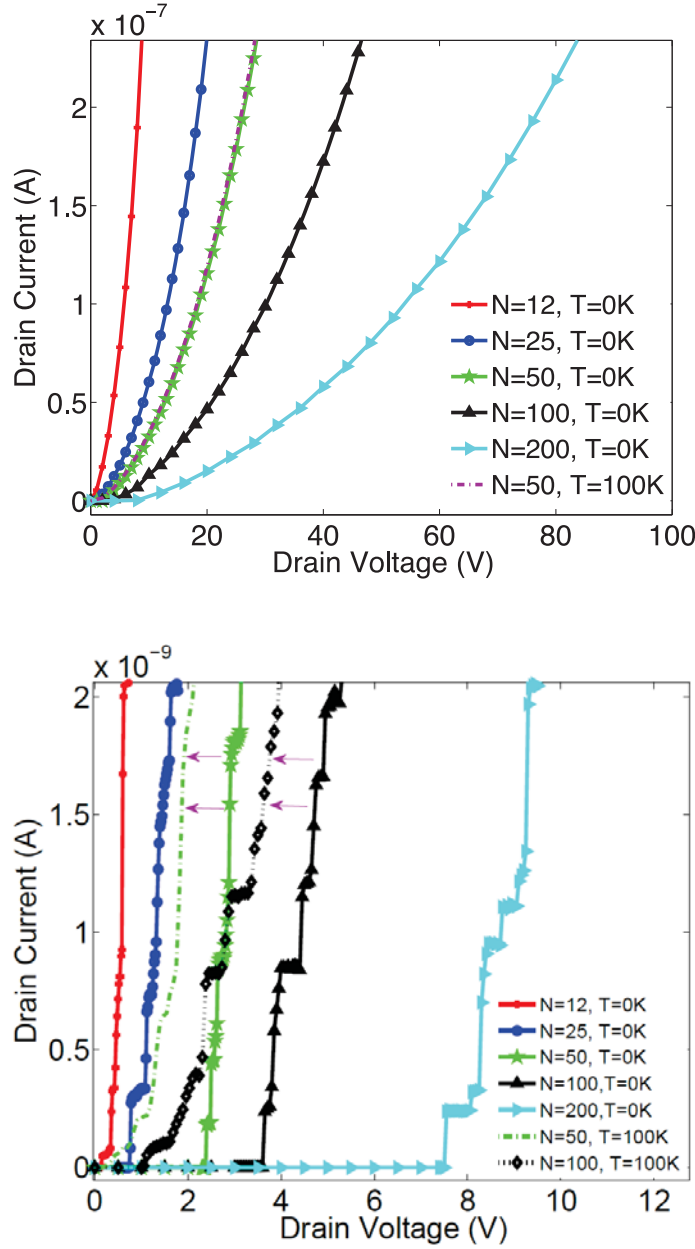 x 10-7
2
1.5
1
0.5
0
Drain Current (A)
N=12, T=0K
N=25, T=0K
N=50, T=0K
N=100, T=0K
N=200, T=0K
N=50, T=100K
0 20 40 60 80 100
Drain Voltage (V)
x 10-9
2
1.5
1
0.5
0
Drain Current (A)
N=12, T=0K
N=25, T=0K
N=50, T=0K
N=100,T=0K
N=200,T=0K
N=50, T=100K
N=100, T=100K
0 2 4 6 8 10 12
Drain Voltage (V)